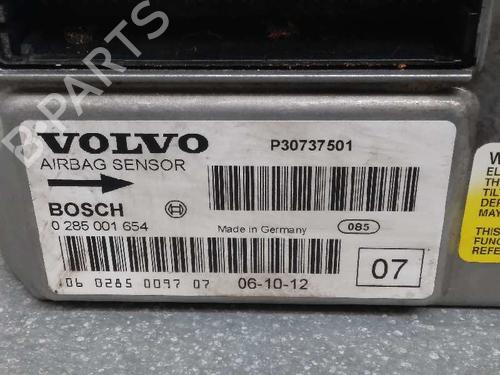 VOLVO
AIRBAG SENSOR
P30737501
BOSCH
0 285 001 654
Made in Germany
085
06 0285 0097 07
06-10-12
07
B-PARTS